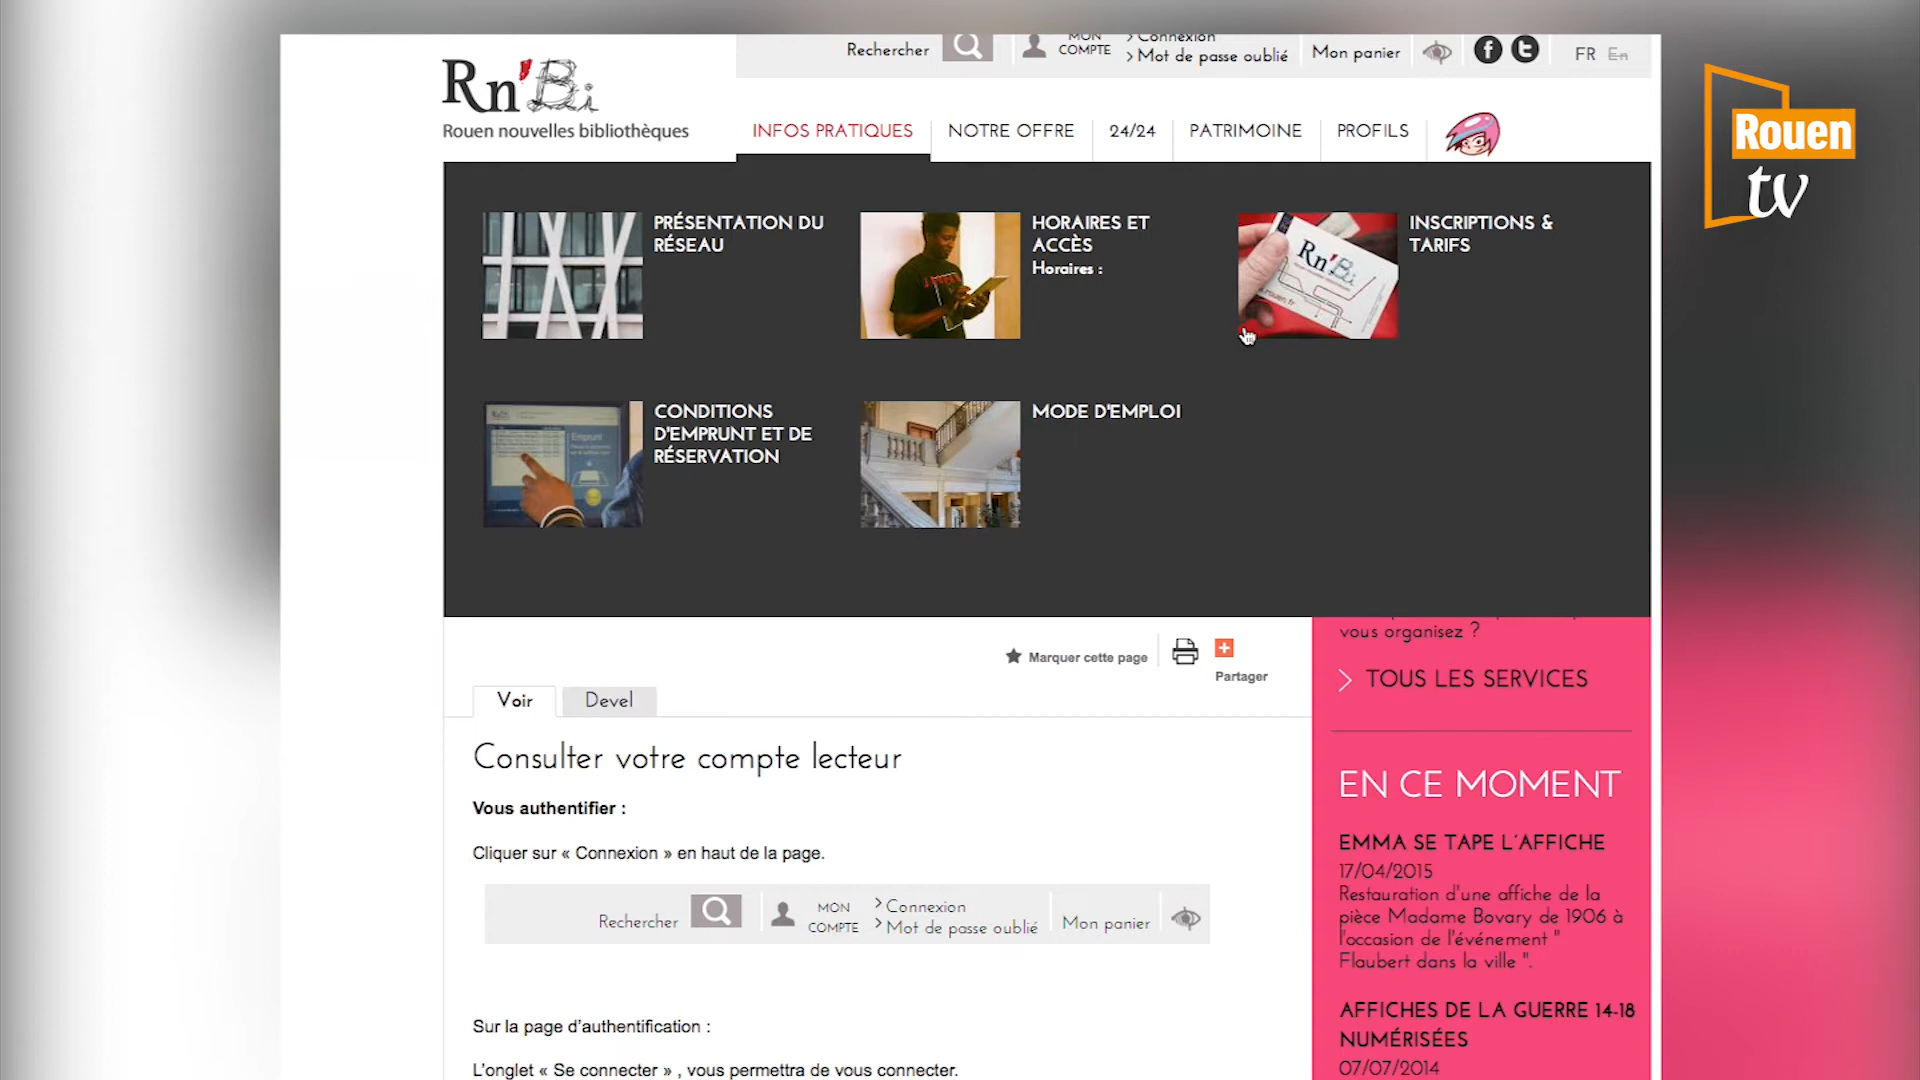 Rechercher
MON
COMPTE
> Connexion
> Mot de passe oublié
Mon panier
FR En
Rn'Bi
Rouen nouvelles bibliothèques
INFOS PRATIQUES
NOTRE OFFRE
24/24
PATRIMOINE
PROFILS
Rouen
tv
PRÉSENTATION DU
RÉSEAU
HORAIRES ET
ACCÈS
Horaires :
INSCRIPTIONS &
TARIFS
Rn'Bi
CONDITIONS
D'EMPRUNT ET DE
RÉSERVATION
Emprunt
MODE D'EMPLOI
Marquer cette page
Partager
vous organisez ?
TOUS LES SERVICES
Voir
Devel
Consulter votre compte lecteur
Vous authentifier :
Cliquer sur « Connexion » en haut de la page.
Rechercher
MON
COMPTE
> Connexion
> Mot de passe oublié
Mon panier
Sur la page d'authentification :
L'onglet « Se connecter » , vous permettra de vous connecter.
EN CE MOMENT
EMMA SE TAPE L'AFFICHE
17/04/2015
Restauration d'une affiche de la
pièce Madame Bovary de 1906 à
l'occasion de l'événement "
Flaubert dans la ville ".
AFFICHES DE LA GUERRE 14-18
NUMÉRISÉES
07/07/2014